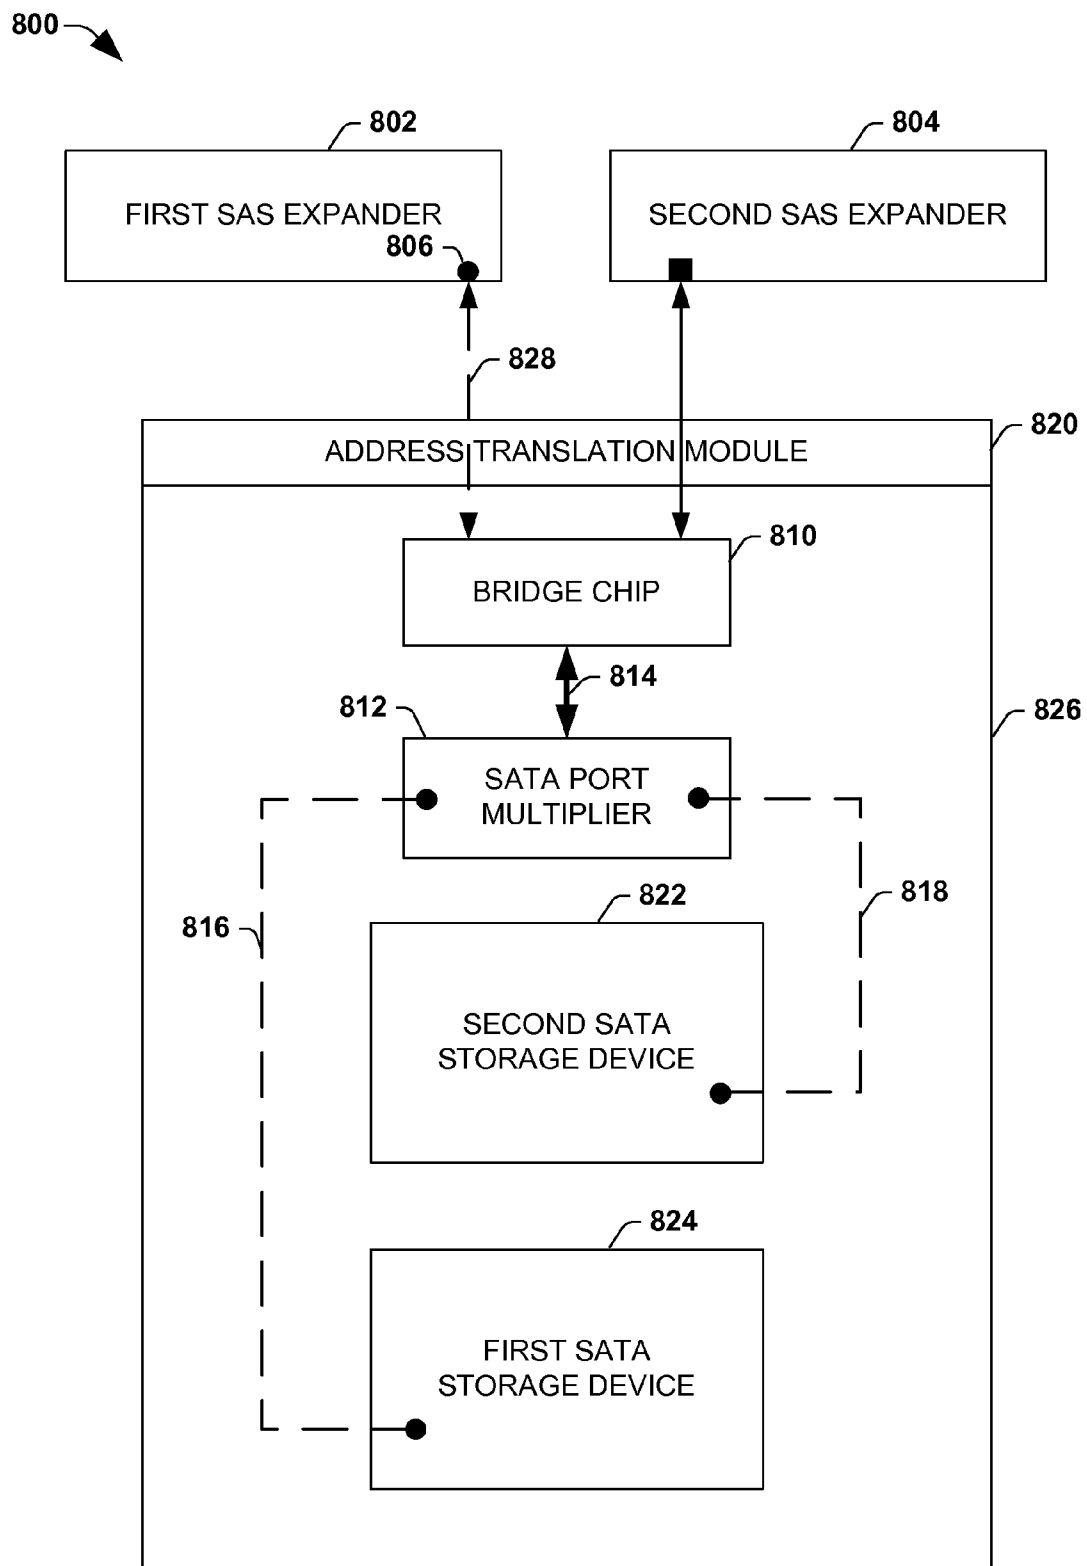 800
802
804
FIRST SAS EXPANDER
SECOND SAS EXPANDER
806
828
820
ADDRESS TRANSLATION MODULE
810
BRIDGE CHIP
814
812
826
SATA PORT
MULTIPLIER
822
818
816
SECOND SATA
STORAGE DEVICE
824
FIRST SATA
STORAGE DEVICE